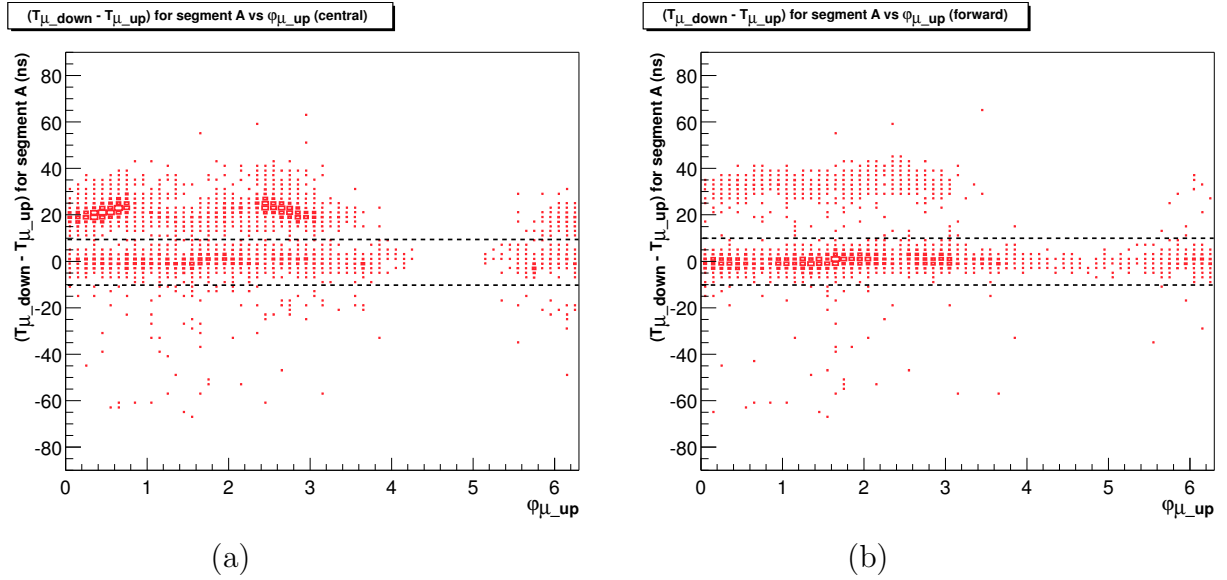 (Tμ_down - Tμ_up) for segment A vs φμ_up (central)
(Tμ_down - Tμ_up) for segment A (ns)
80
60
40
20
0
-20
-40
-60
-80
0 1 2 3 4 5 6
φμ_up
(a)
(Tμ_down - Tμ_up) for segment A vs φμ_up (forward)
(Tμ_down - Tμ_up) for segment A (ns)
80
60
40
20
0
-20
-40
-60
-80
0 1 2 3 4 5 6
φμ_up
(b)